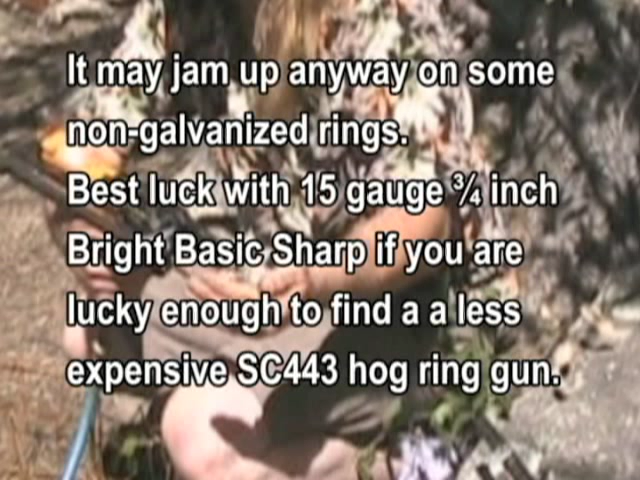 It may jam up anyway on some
non-galvanized rings.
Best luck with 15 gauge ¾ inch
Bright Basic Sharp if you are
lucky enough to find a a less
expensive SC443 hog ring gun.